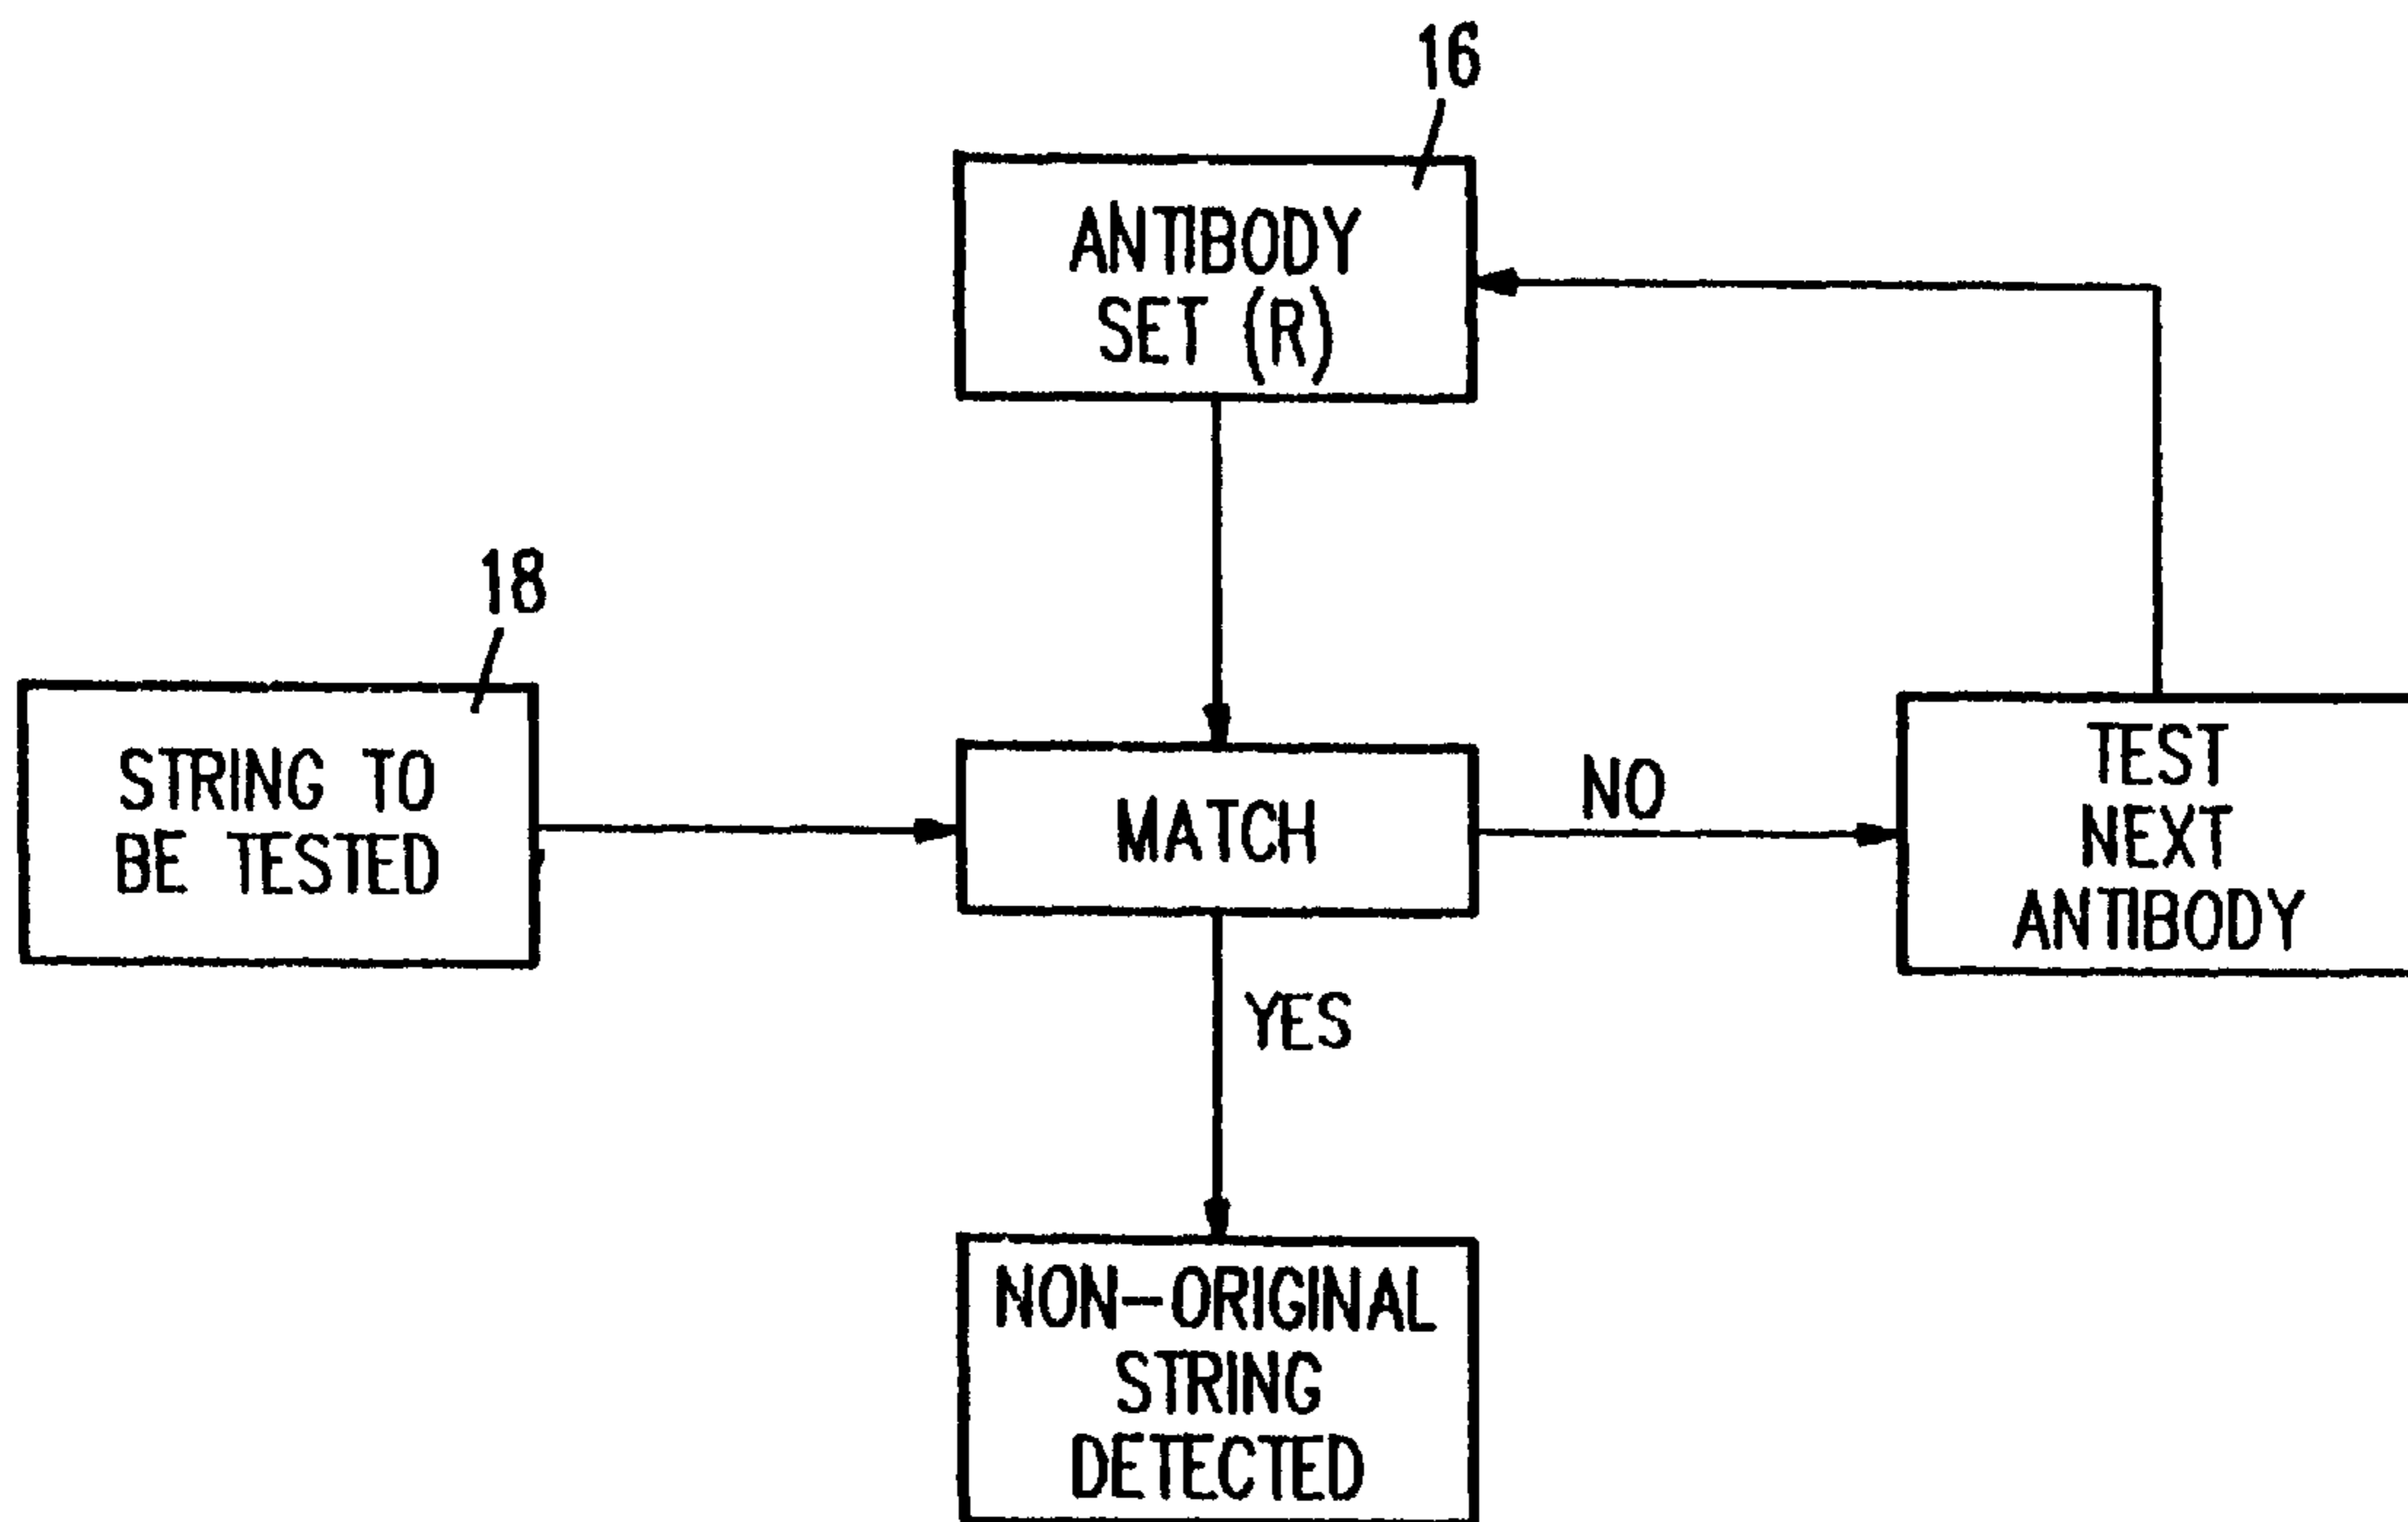 16
ANTIBODY
SET (R)
18
STRING TO
BE TESTED
MATCH
NO
TEST
NEXT
ANTIBODY
YES
NON-ORIGINAL
STRING
DETECTED